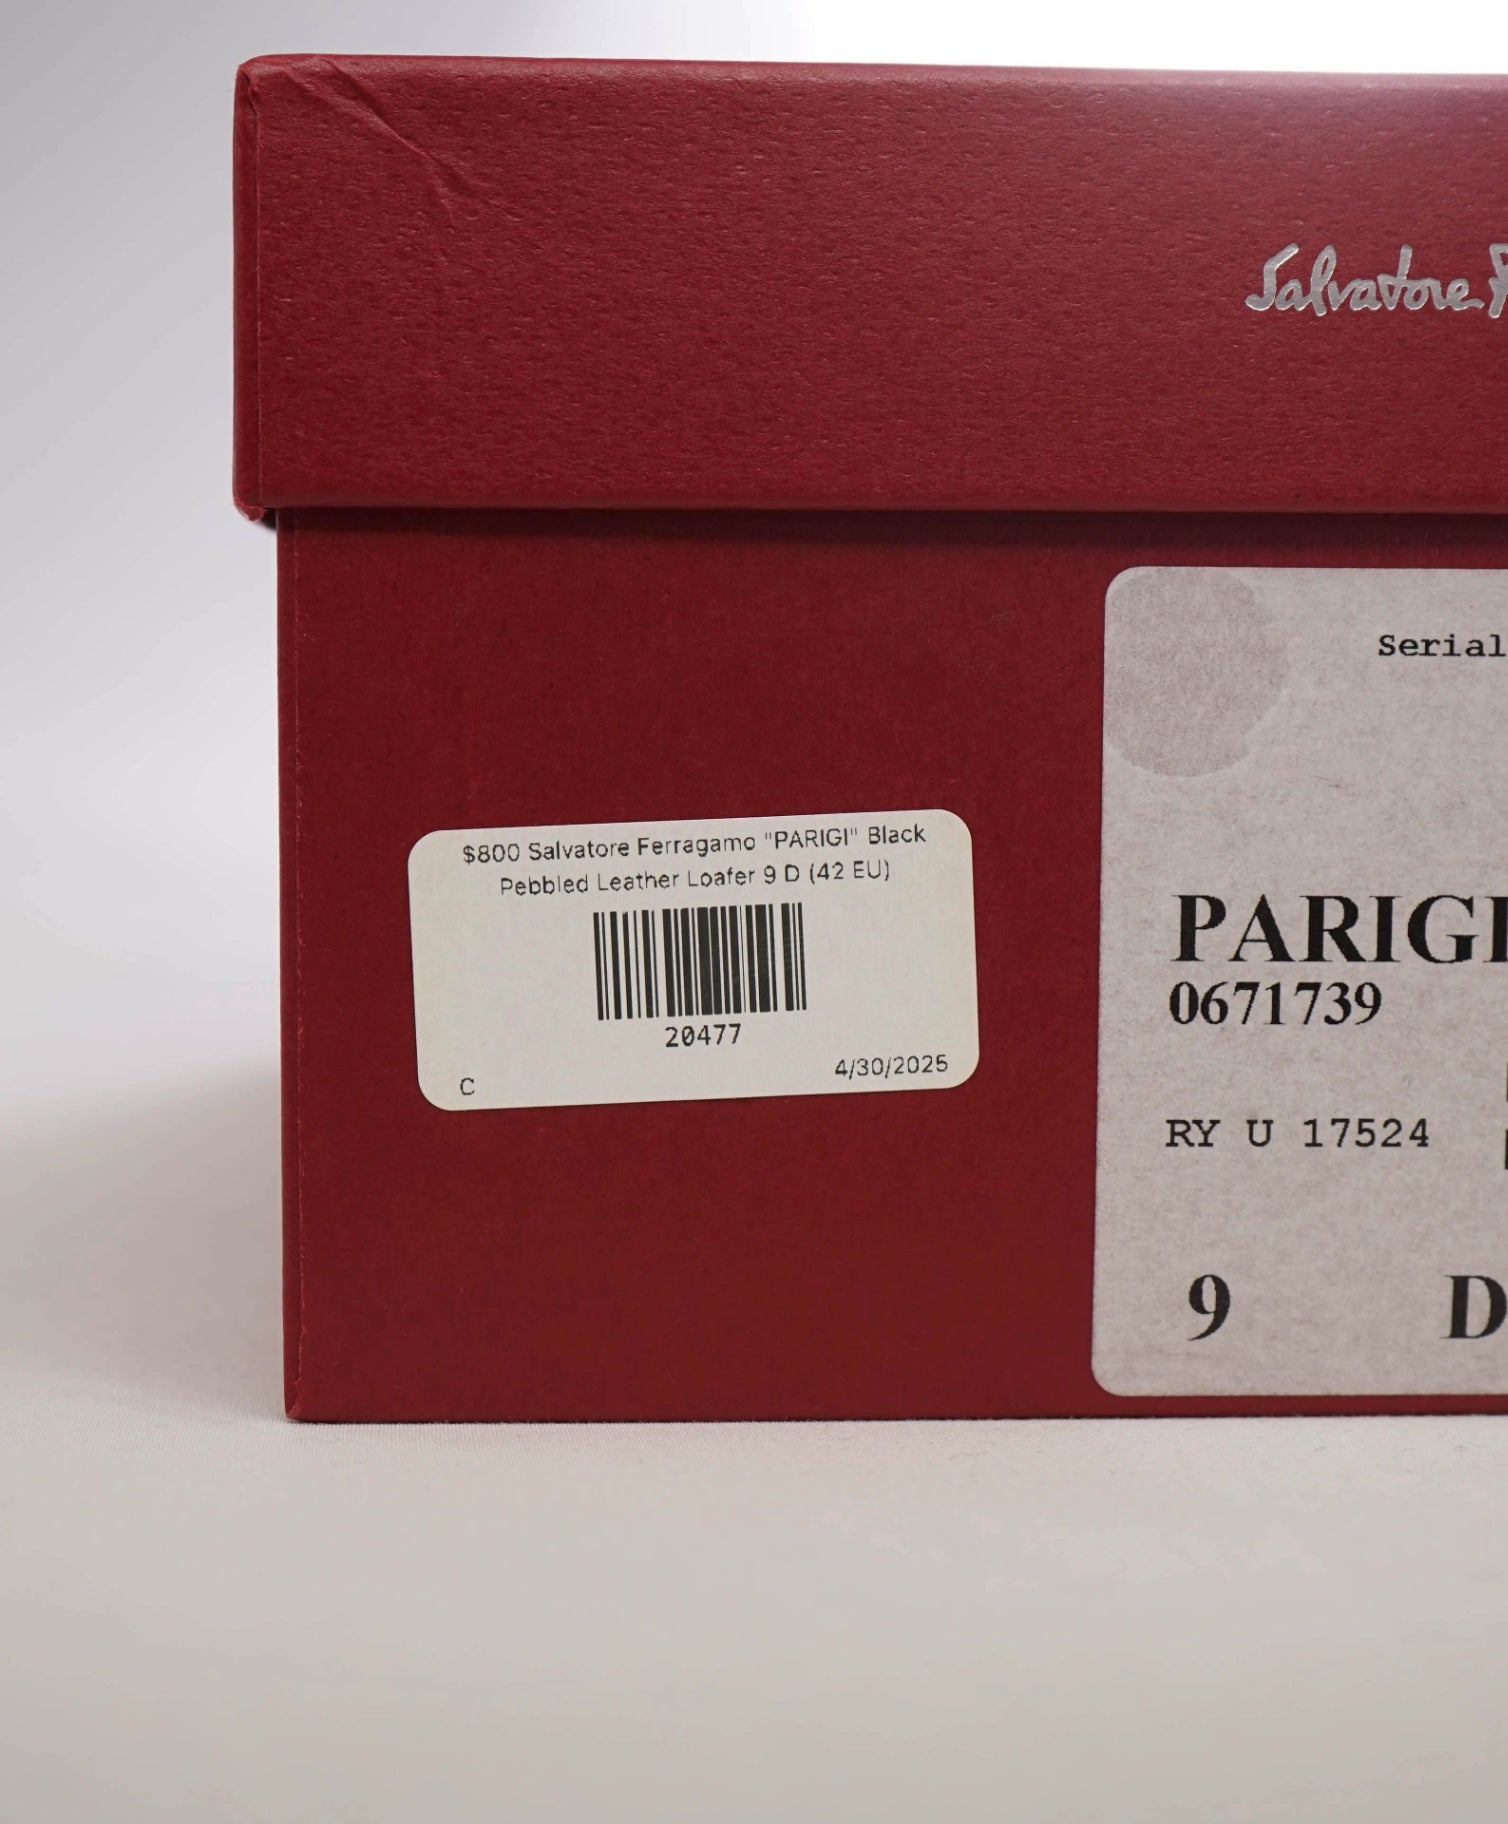 Salvatore
$800 Salvatore Ferragamo "PARIGI" Black
Pebbled Leather Loafer 9 D (42 EU)
20477
C
4/30/2025
Serial
PARIGI
0671739
RY U 17524
9 D